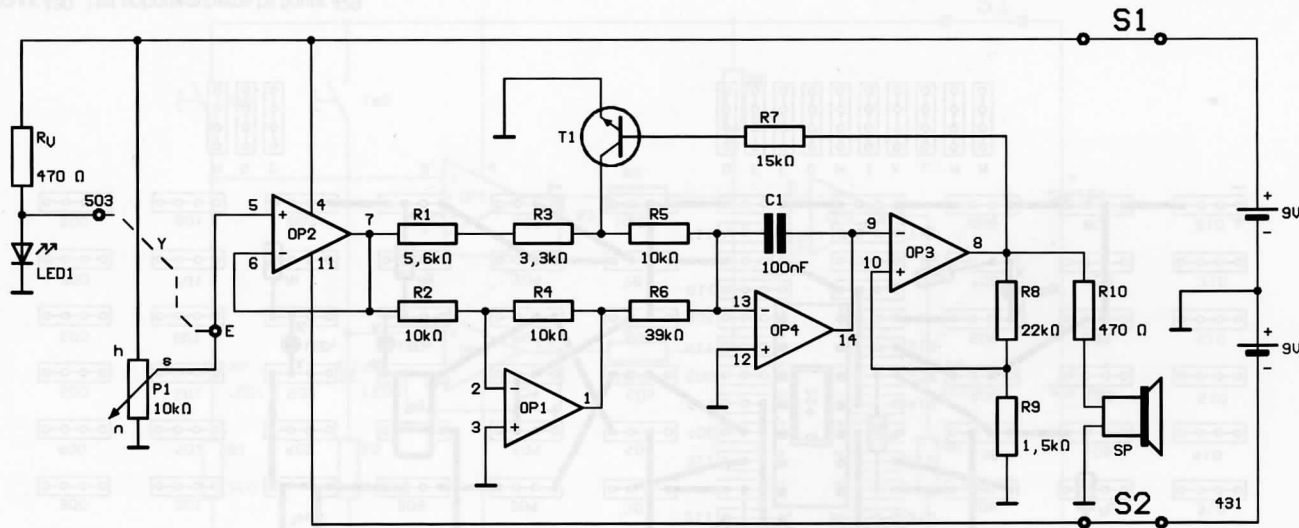 S1
R7
T1
15kΩ
RU
470 Ω
503
5
4
+
OP2
7
R1
R3
R5
C1
9
-
8
+
9V
-
Y
6
-
11
5,6kΩ
3,3kΩ
10kΩ
100nF
10
+
OP3
LED1
R2
R4
R6
13
-
R8
R10
E
10kΩ
10kΩ
39kΩ
OP4
14
22kΩ
470 Ω
12
+
+
9V
-
h
s
P1
10kΩ
n
2
-
OP1
1
3
+
R9
1,5kΩ
SP
S2
431